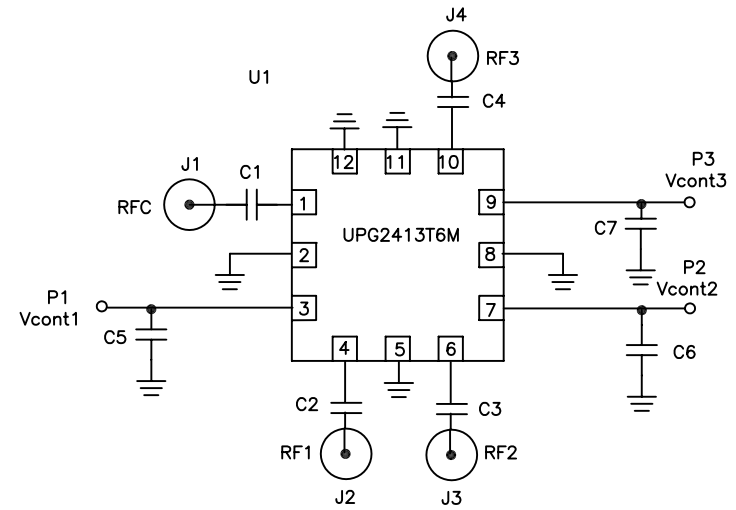 J4
RF3
U1
C4
12
11
10
J1
C1
P3
Vcont3
RFC
1
9
C7
UPG2413T6M
2
8
P2
Vcont2
P1
Vcont1
3
7
C5
4
5
6
C6
C2
C3
RF1
RF2
J2
J3